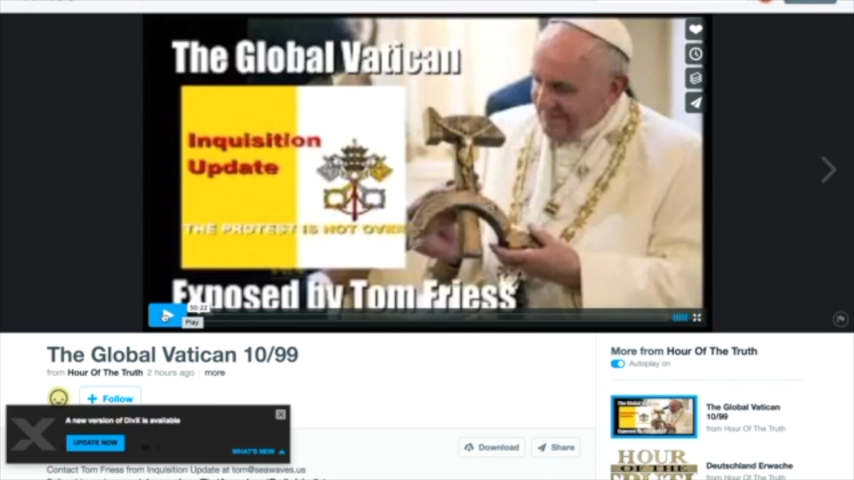 The Global Vatican
Inquisition
Update
THE PROTEST IS NOT OVER
Exposed by Tom Friess
50:22
Play
The Global Vatican 10/99
from Hour Of The Truth 2 hours ago more
+ Follow
A new version of DivX is available
UPDATE NOW
WHAT'S NEW
Download
Share
Contact Tom Friess from Inquisition Update at tom@seawaves.us
More from Hour Of The Truth
Autoplay on
The Global Vatican
10/99
from Hour Of The Truth
HOUR
OF THE
Deutschland Erwache
from Hour Of The Truth